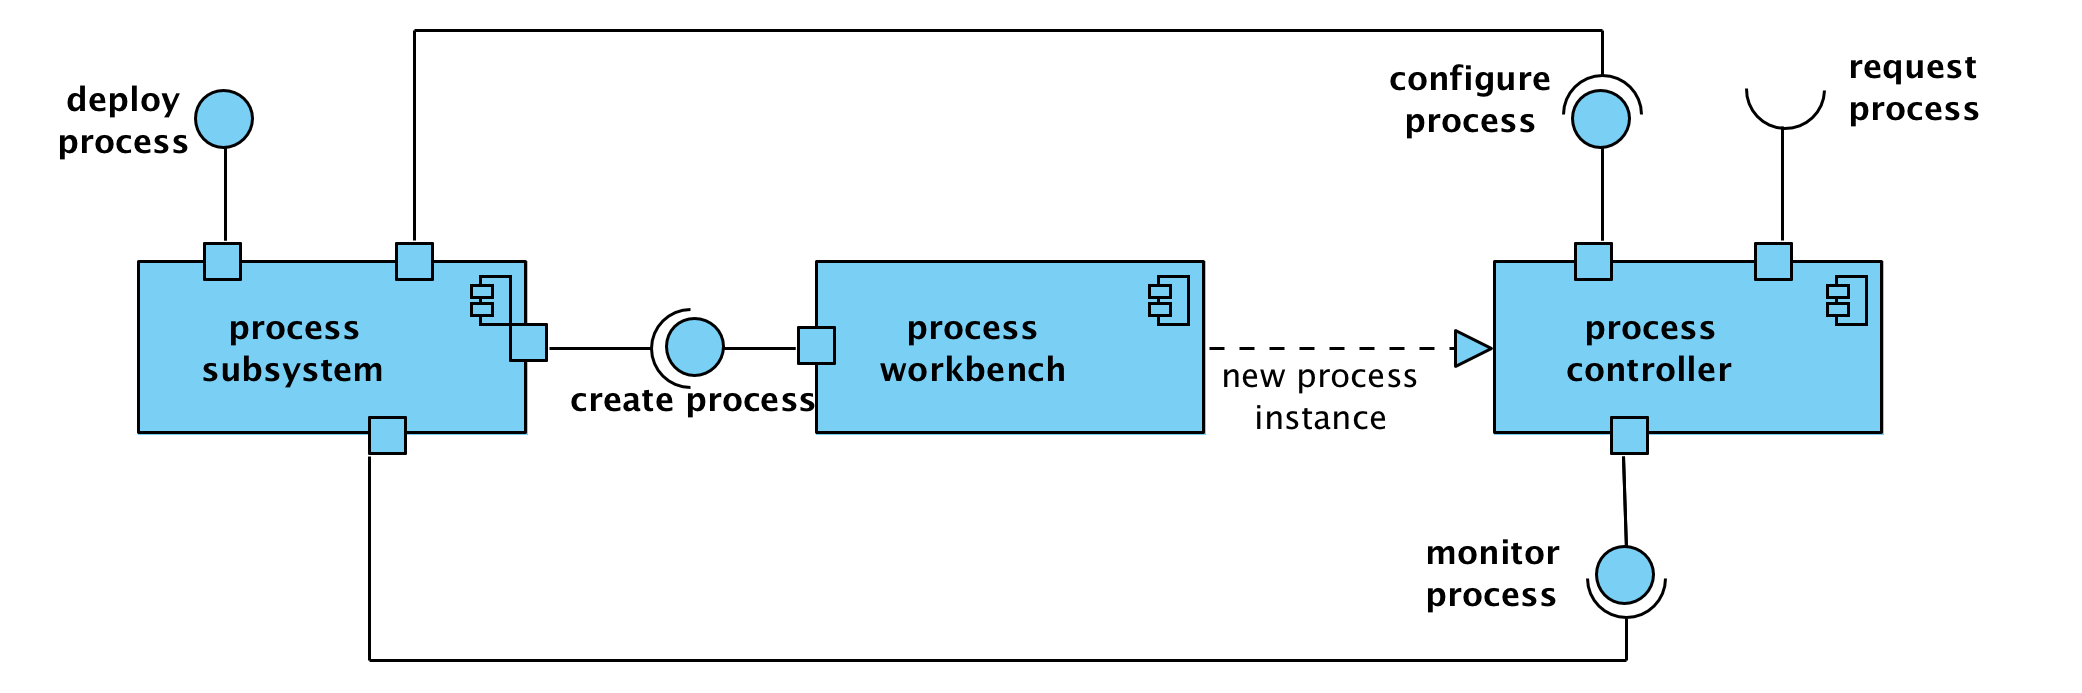 deploy
process
configure
process
request
process
process
subsystem
create process
process
workbench
new process
instance
process
controller
monitor
process